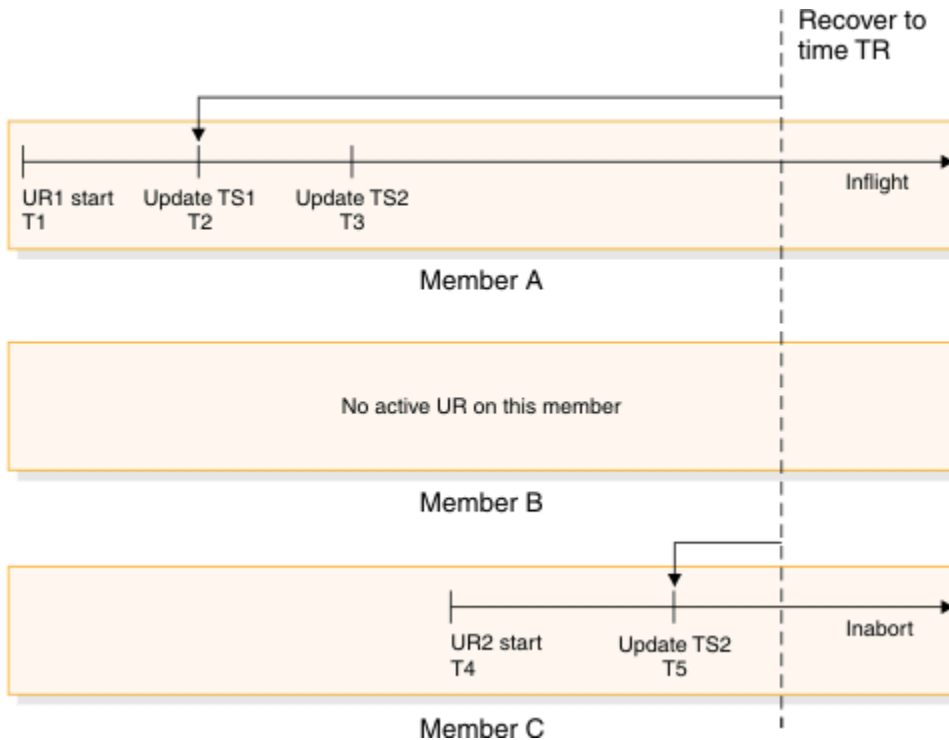 Recover to
time TR
UR1 start
T1
Update TS1
T2
Update TS2
T3
Inflight
Member A
No active UR on this member
Member B
UR2 start
T4
Update TS2
T5
Inabort
Member C